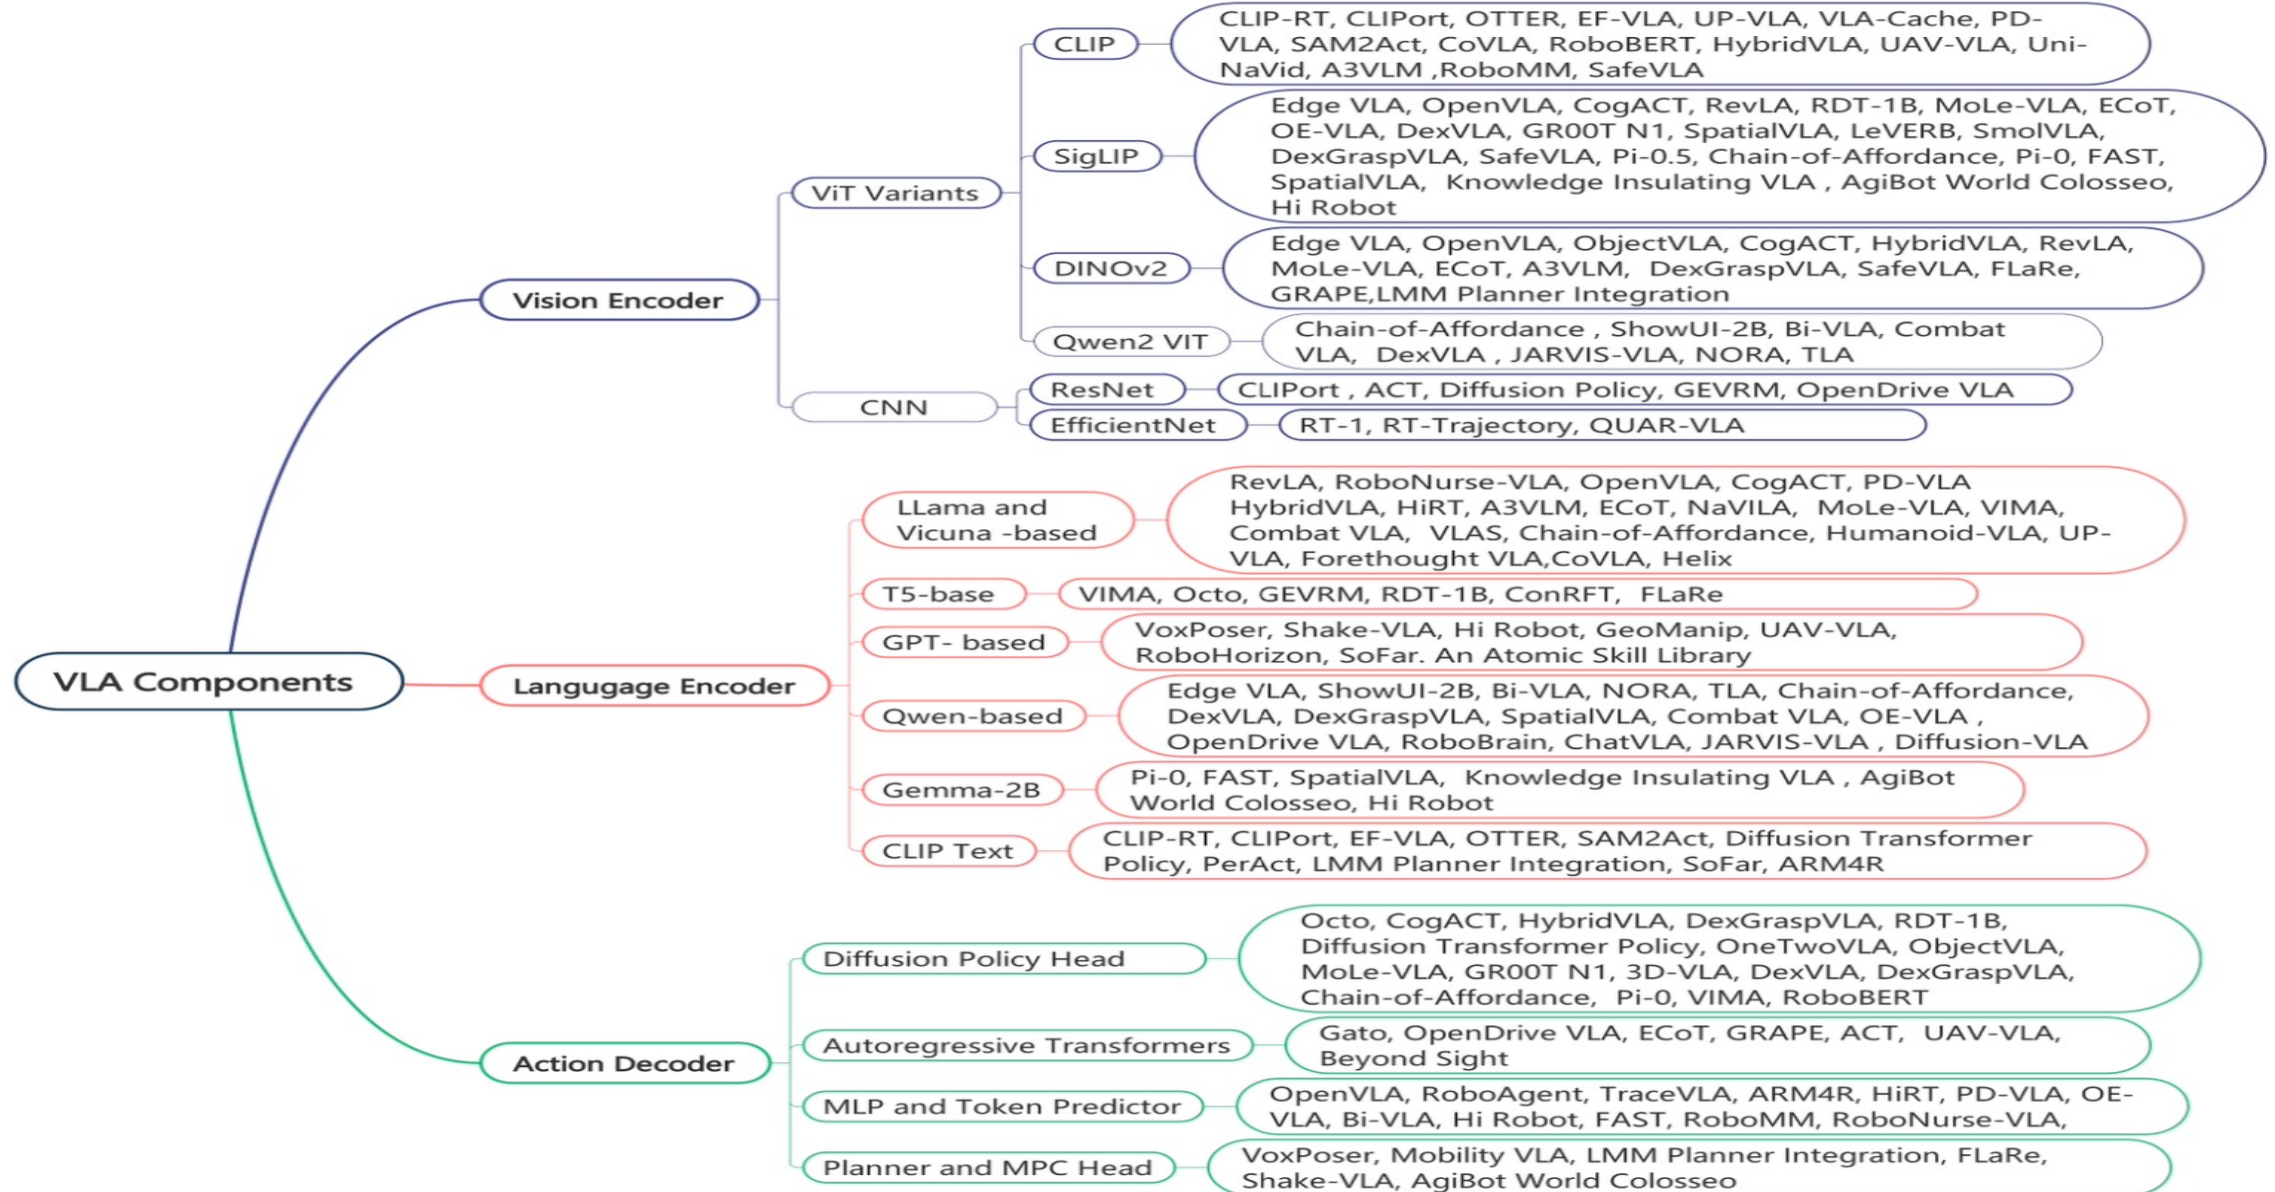 CLIP
CLIP-RT, CLIPort, OTTER, EF-VLA, UP-VLA, VLA-Cache, PD-
VLA, SAM2Act, CoVLA, RoboBERT, HybridVLA, UAV-VLA, Uni-
NaVid, A3VLM ,RoboMM, SafeVLA
SigLIP
Edge VLA, OpenVLA, CogACT, RevLA, RDT-1B, MoLe-VLA, ECoT,
OE-VLA, DexVLA, GR00T N1, SpatialVLA, LeVERB, SmolVLA,
DexGraspVLA, SafeVLA, Pi-0.5, Chain-of-Affordance, Pi-0, FAST,
SpatialVLA, Knowledge Insulating VLA , AgiBot World Colosseo,
Hi Robot
ViT Variants
DINOv2
Edge VLA, OpenVLA, ObjectVLA, CogACT, HybridVLA, RevLA,
MoLe-VLA, ECoT, A3VLM, DexGraspVLA, SafeVLA, FLaRe,
GRAPE,LMM Planner Integration
Vision Encoder
Qwen2 VIT
Chain-of-Affordance , ShowUI-2B, Bi-VLA, Combat
VLA, DexVLA , JARVIS-VLA, NORA, TLA
CNN
ResNet
CLIPort , ACT, Diffusion Policy, GEVRM, OpenDrive VLA
EfficientNet
RT-1, RT-Trajectory, QUAR-VLA
LLama and
Vicuna -based
RevLA, RoboNurse-VLA, OpenVLA, CogACT, PD-VLA
HybridVLA, HiRT, A3VLM, ECoT, NaVILA, MoLe-VLA, VIMA,
Combat VLA, VLAS, Chain-of-Affordance, Humanoid-VLA, UP-
VLA, Forethought VLA,CoVLA, Helix
T5-base
VIMA, Octo, GEVRM, RDT-1B, ConRFT, FLaRe
GPT- based
VoxPoser, Shake-VLA, Hi Robot, GeoManip, UAV-VLA,
RoboHorizon, SoFar. An Atomic Skill Library
VLA Components
Langugage Encoder
Qwen-based
Edge VLA, ShowUI-2B, Bi-VLA, NORA, TLA, Chain-of-Affordance,
DexVLA, DexGraspVLA, SpatialVLA, Combat VLA, OE-VLA ,
OpenDrive VLA, RoboBrain, ChatVLA, JARVIS-VLA , Diffusion-VLA
Gemma-2B
Pi-0, FAST, SpatialVLA, Knowledge Insulating VLA , AgiBot
World Colosseo, Hi Robot
CLIP Text
CLIP-RT, CLIPort, EF-VLA, OTTER, SAM2Act, Diffusion Transformer
Policy, PerAct, LMM Planner Integration, SoFar, ARM4R
Diffusion Policy Head
Octo, CogACT, HybridVLA, DexGraspVLA, RDT-1B,
Diffusion Transformer Policy, OneTwoVLA, ObjectVLA,
MoLe-VLA, GR00T N1, 3D-VLA, DexVLA, DexGraspVLA,
Chain-of-Affordance, Pi-0, VIMA, RoboBERT
Autoregressive Transformers
Gato, OpenDrive VLA, ECoT, GRAPE, ACT, UAV-VLA,
Beyond Sight
Action Decoder
MLP and Token Predictor
OpenVLA, RoboAgent, TraceVLA, ARM4R, HiRT, PD-VLA, OE-
VLA, Bi-VLA, Hi Robot, FAST, RoboMM, RoboNurse-VLA,
Planner and MPC Head
VoxPoser, Mobility VLA, LMM Planner Integration, FLaRe,
Shake-VLA, AgiBot World Colosseo